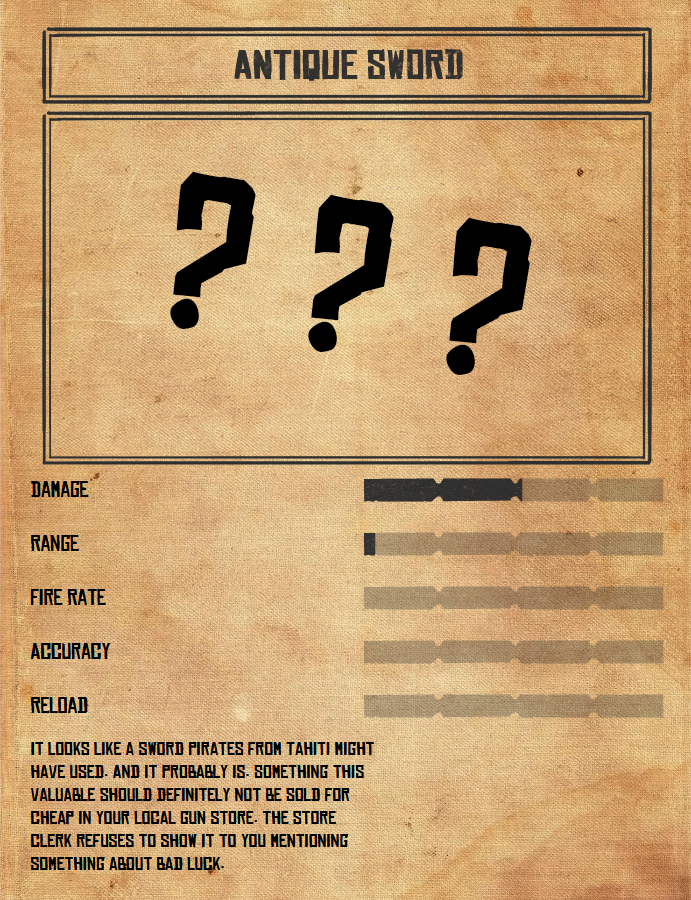 ANTIQUE SWORD
? ? ?
DAMAGE
RANGE
FIRE RATE
ACCURACY
RELOAD
IT LOOKS LIKE A SWORD PIRATES FROM TAHITI MIGHT
HAVE USED. AND IT PROBABLY IS. SOMETHING THIS
VALUABLE SHOULD DEFINITELY NOT BE SOLD FOR
CHEAP IN YOUR LOCAL GUN STORE. THE STORE
CLERK REFUSES TO SHOW IT TO YOU MENTIONING
SOMETHING ABOUT BAD LUCK.